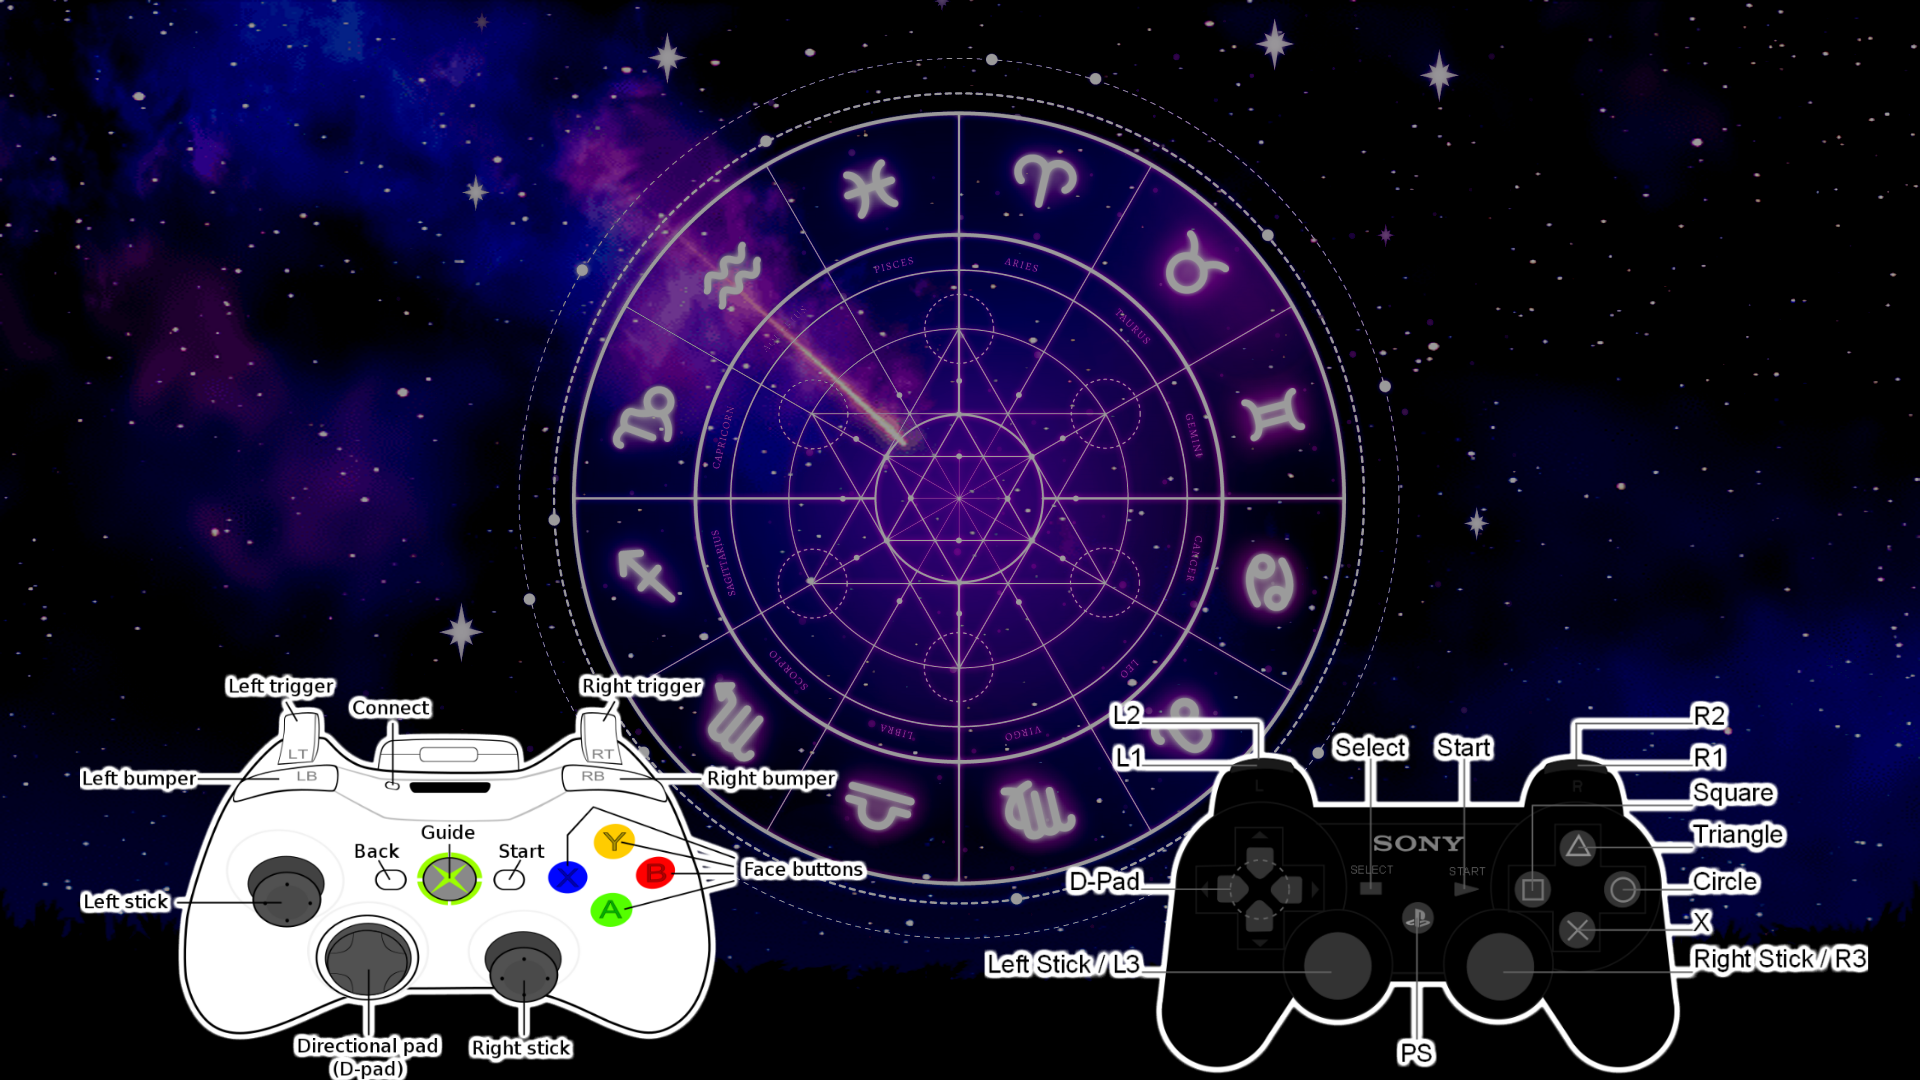 PISCES
ARIES
TAURUS
CAPRICORN
GEMINI
SAGITTARIUS
CANCER
SCORPIO
LEO
LIBRA
VIRGO
Left trigger
Right trigger
Connect
LT
RT
Left bumper
LB
RB
Right bumper
Guide
Back
Start
Y
X
B
A
Face buttons
Left stick
Directional pad
(D-pad)
Right stick
L2
R2
L1
Select
Start
R1
L
R
Square
SONY
Triangle
SELECT
START
D-Pad
Circle
X
Left Stick / L3
Right Stick / R3
PS